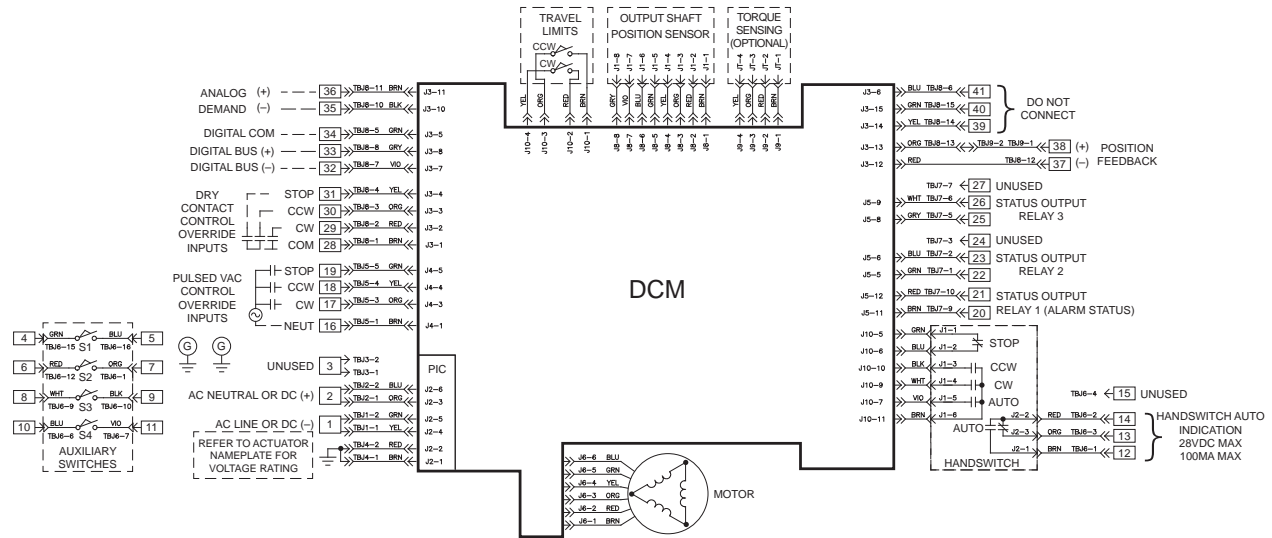 TRAVEL LIMITS
CCW
CW
YEL ORG RED BRN
J10-4 J10-3 J10-2 J10-1
OUTPUT SHAFT POSITION SENSOR
J1-8 J1-7 J1-6 J1-5 J1-4 J1-3 J1-2 J1-1
GRY VIO BLU GRN YEL ORG RED BRN
J8-8 J8-7 J8-6 J8-5 J8-4 J8-3 J8-2 J8-1
TORQUE SENSING (OPTIONAL)
JT-4 JT-3 JT-2 JT-1
YEL ORG RED BRN
J9-4 J9-3 J9-2 J9-1
ANALOG (+) 36 TBJ8-11 BRN J3-11
DEMAND (–) 35 TBJ8-10 BLK J3-10
DIGITAL COM 34 TBJ8-5 GRN J3-5
DIGITAL BUS (+) 33 TBJ8-8 GRY J3-8
DIGITAL BUS (–) 32 TBJ8-7 VIO J3-7
DRY CONTACT CONTROL OVERRIDE INPUTS
STOP 31 TBJ8-4 YEL J3-4
CCW 30 TBJ8-3 ORG J3-3
CW 29 TBJ8-2 RED J3-2
COM 28 TBJ8-1 BRN J3-1
PULSED VAC CONTROL OVERRIDE INPUTS
STOP 19 TBJ5-5 GRN J4-5
CCW 18 TBJ5-4 YEL J4-4
CW 17 TBJ5-3 ORG J4-3
NEUT 16 TBJ5-1 BRN J4-1
4 GRN BLU 5
TBJ6-15 S1 TBJ6-16
6 RED ORG 7
TBJ6-12 S2 TBJ6-1
8 WHT BLK 9
TBJ6-9 S3 TBJ6-10
10 BLU VIO 11
TBJ6-6 S4 TBJ6-7
AUXILIARY SWITCHES
G G
UNUSED 3 TBJ3-2
TBJ3-1
PIC
AC NEUTRAL OR DC (+) 2 TBJ2-2 BLU J2-6
TBJ2-1 ORG J2-3
AC LINE OR DC (–) 1 TBJ1-2 GRN J2-5
TBJ1-1 YEL J2-4
REFER TO ACTUATOR NAMEPLATE FOR VOLTAGE RATING
TBJ4-2 RED J2-2
TBJ4-1 BRN J2-1
DCM
J6-6 BLU
J6-5 GRN
J6-4 YEL
J6-3 ORG
J6-2 RED
J6-1 BRN
MOTOR
J3-6 BLU TBJ8-6 41
J3-15 GRN TBJ8-15 40
J3-14 YEL TBJ8-14 39
DO NOT CONNECT
J3-13 ORG TBJ8-13 TBJ9-2 TBJ9-1 38 (+)
J3-12 RED TBJ8-12 37 (–)
POSITION FEEDBACK
TBJ7-7 27 UNUSED
J5-9 WHT TBJ7-6 26 STATUS OUTPUT
J5-8 GRY TBJ7-5 25 RELAY 3
TBJ7-3 24 UNUSED
J5-6 BLU TBJ7-2 23 STATUS OUTPUT
J5-5 GRN TBJ7-1 22 RELAY 2
J5-12 RED TBJ7-10 21 STATUS OUTPUT
J5-11 BRN TBJ7-9 20 RELAY 1 (ALARM STATUS)
J10-5 GRN J1-1
J10-6 BLU J1-2 STOP
J10-10 BLK J1-3 CCW
J10-9 WHT J1-4 CW
J10-7 VIO J1-5 AUTO
J10-11 BRN J1-6
AUTO
J2-2 RED TBJ6-2 14
J2-3 ORG TBJ6-3 13
J2-1 BRN TBJ6-1 12
HANDSWITCH
TBJ6-4 15 UNUSED
HANDSWITCH AUTO INDICATION
28VDC MAX
100MA MAX